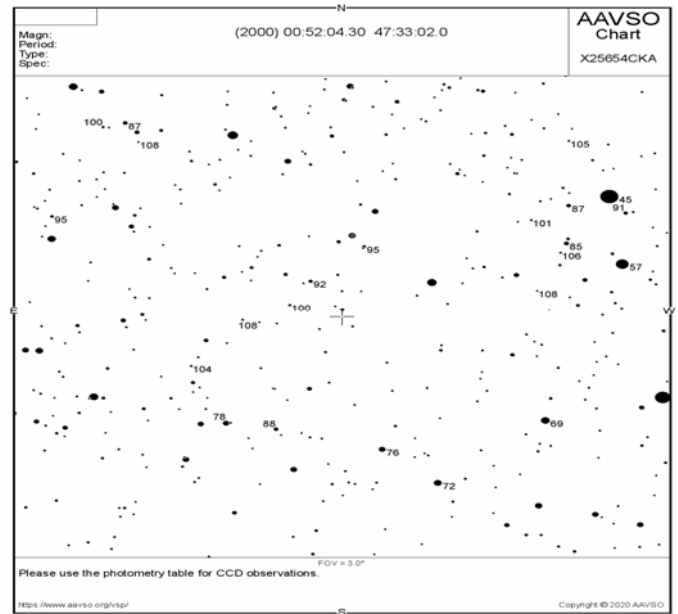 N
AAVSO
Chart
X25654CKA
Magn:
Period:
Type:
Spec:
(2000) 00:52:04.30 47:33:02.0
100
87
108
105
45
91
87
95
101
95
85
106
57
92
108
100
E
W
108
104
78
88
69
76
72
FOV = 3.0°
Please use the photometry table for CCD observations.
https://www.aavso.org/vsp/
Copyright © 2020 AAVSO
S